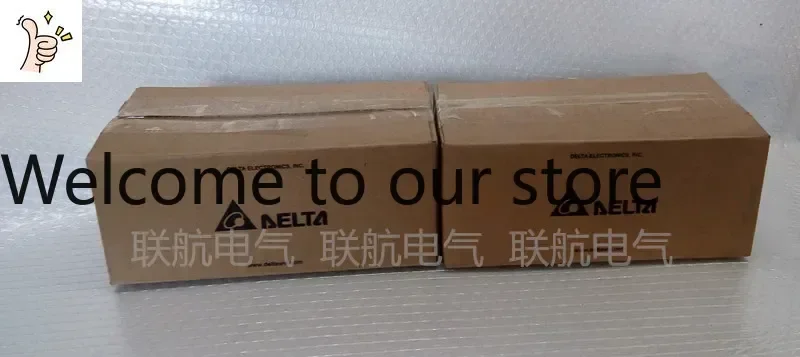 DELTA ELECTRONICS, INC.
DELTA ELECTRONICS, INC.
Welcome to our store
DELTA
DELTA
联航电气 联航电气 联航电气